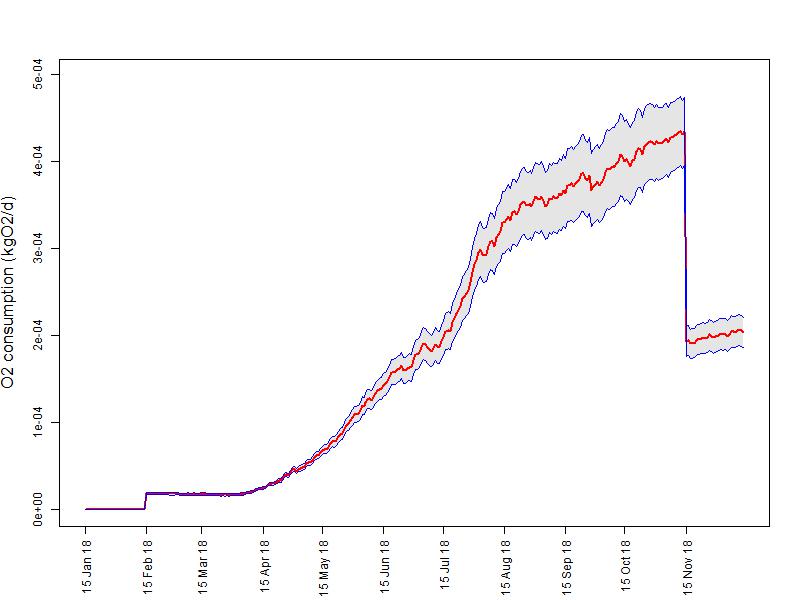 O2 consumption (kgO2/d)
5e-04
4e-04
3e-04
2e-04
1e-04
0e+00
15 Jan 18
15 Feb 18
15 Mar 18
15 Apr 18
15 May 18
15 Jun 18
15 Jul 18
15 Aug 18
15 Sep 18
15 Oct 18
15 Nov 18